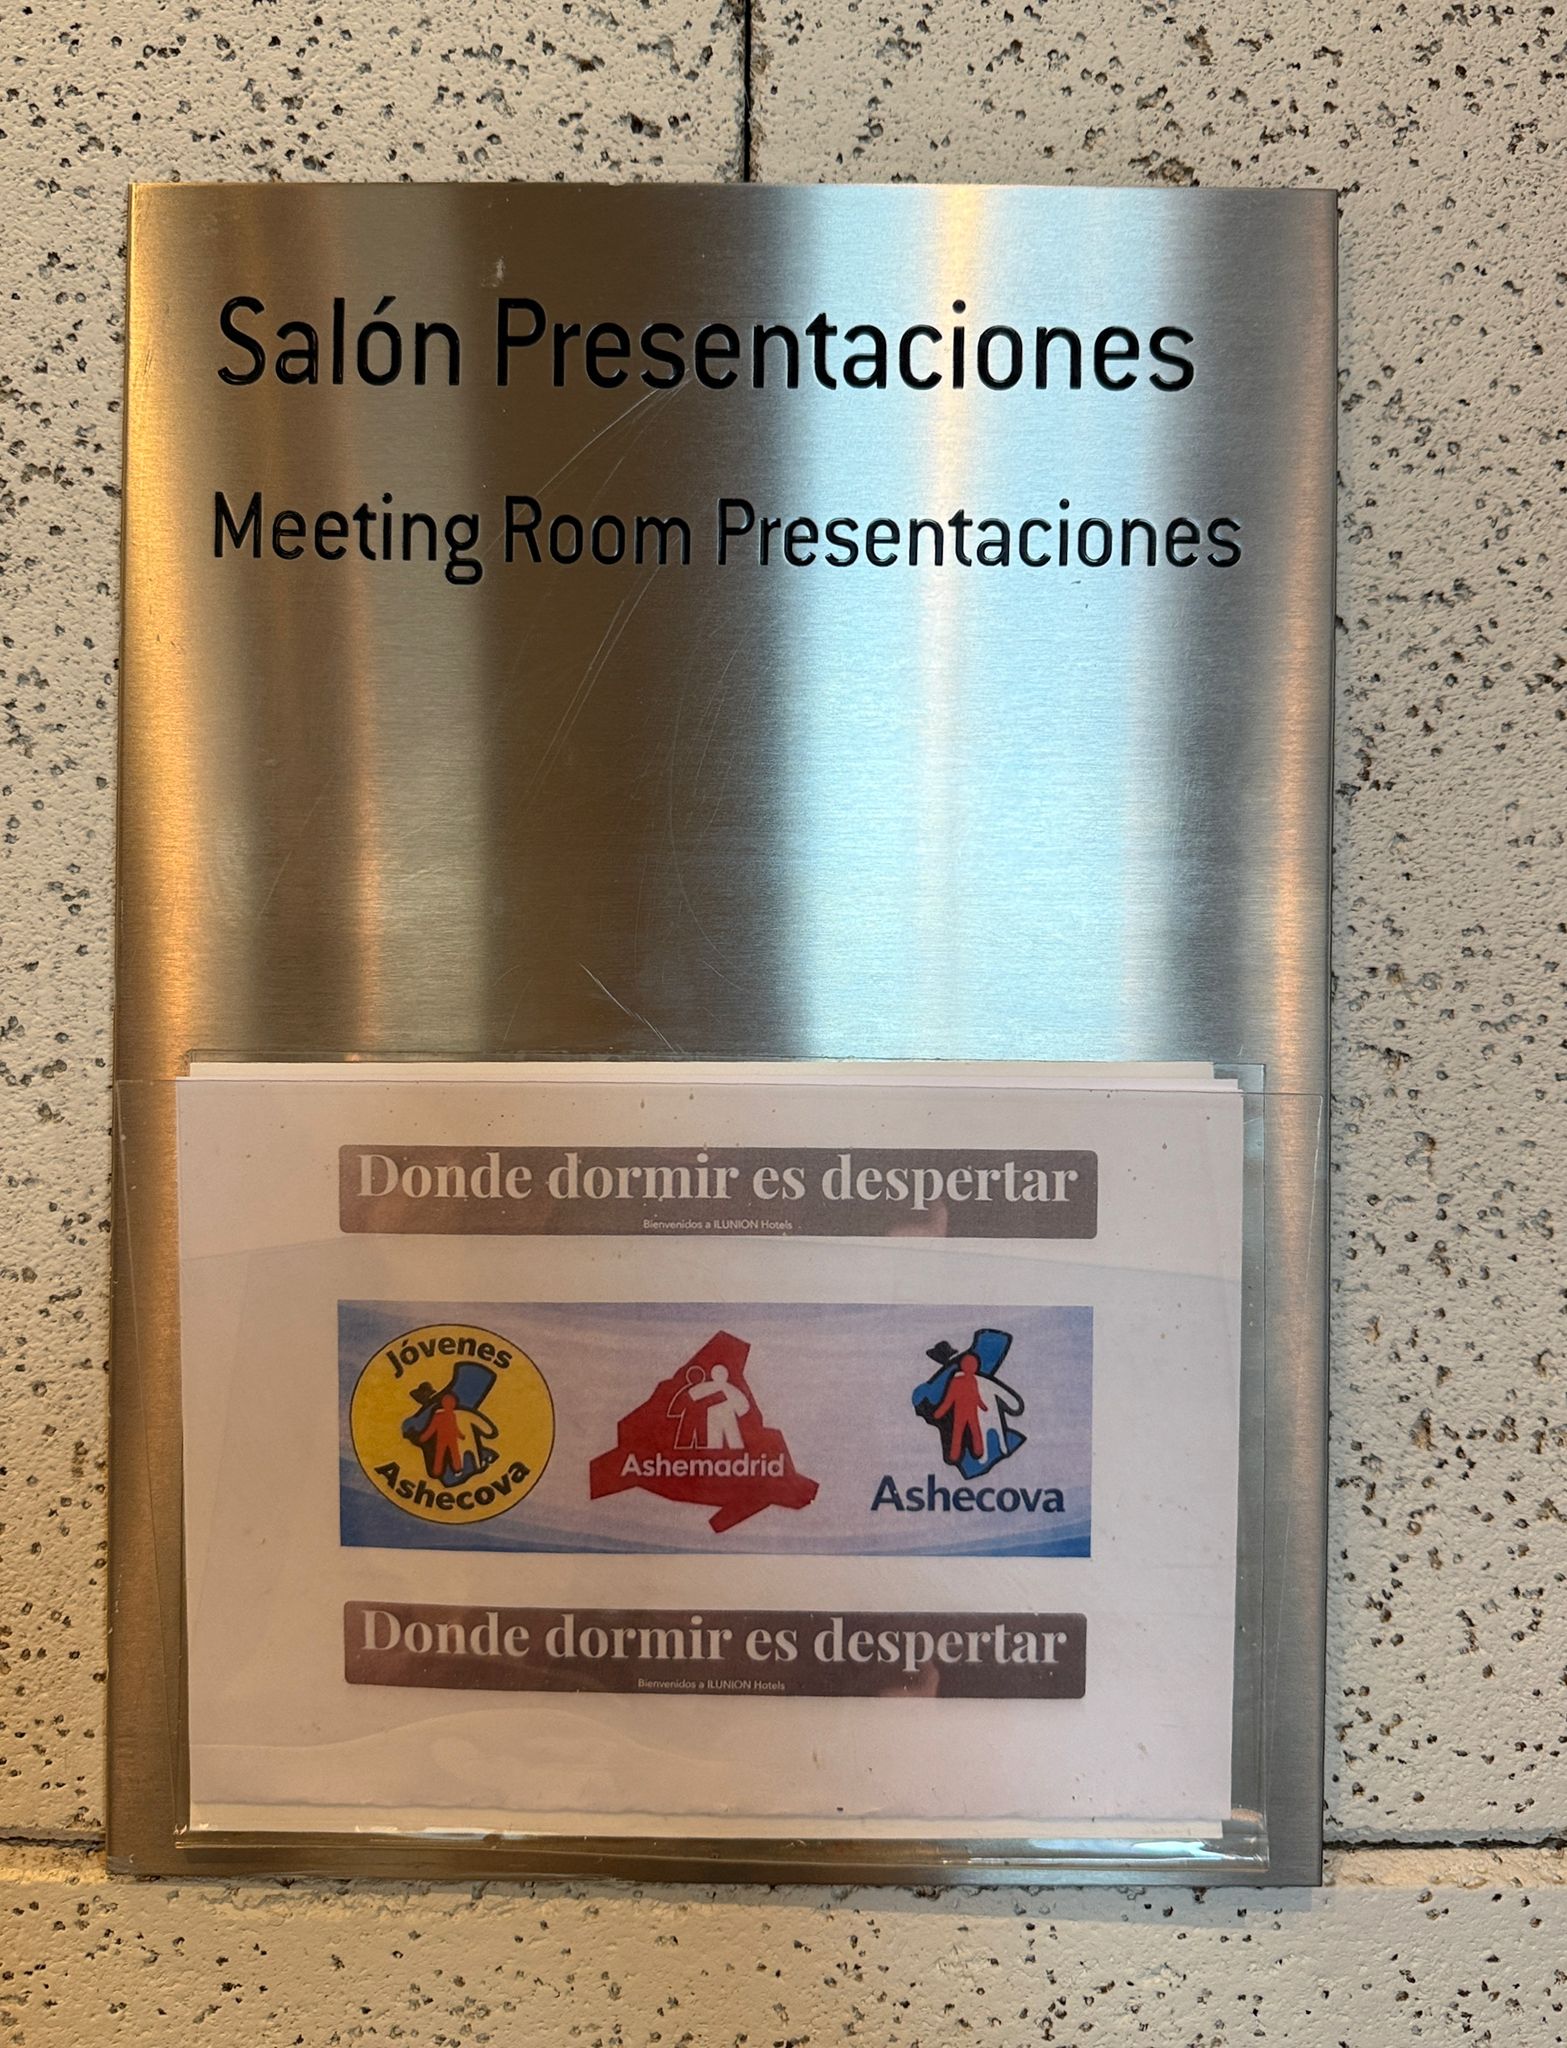 Salón Presentaciones
Meeting Room Presentaciones
Donde dormir es despertar
Bienvenidos a ILUNION Hotels
Jóvenes
Ashecova
Ashemadrid
Ashecova
Donde dormir es despertar
Bienvenidos a ILUNION Hotels